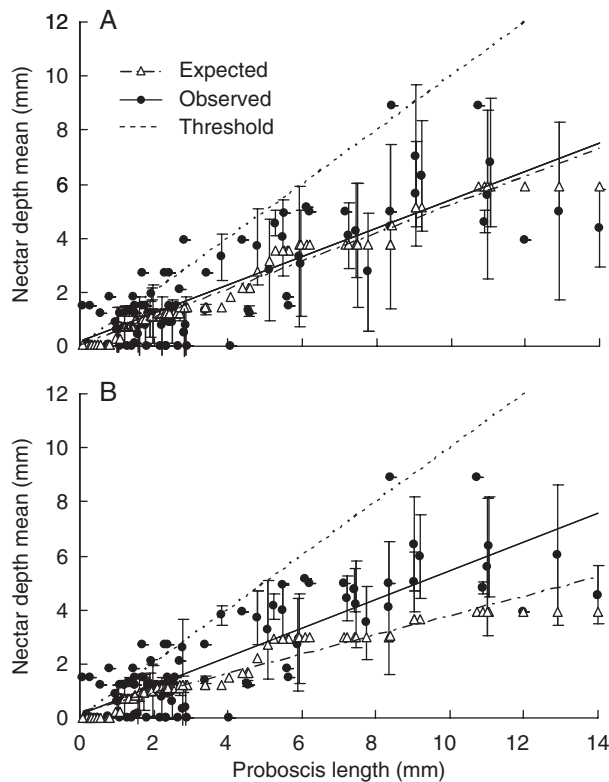 A
Expected
Observed
Threshold
Nectar depth mean (mm)
12
10
8
6
4
2
0
B
Nectar depth mean (mm)
12
10
8
6
4
2
0
0 2 4 6 8 10 12 14
Proboscis length (mm)